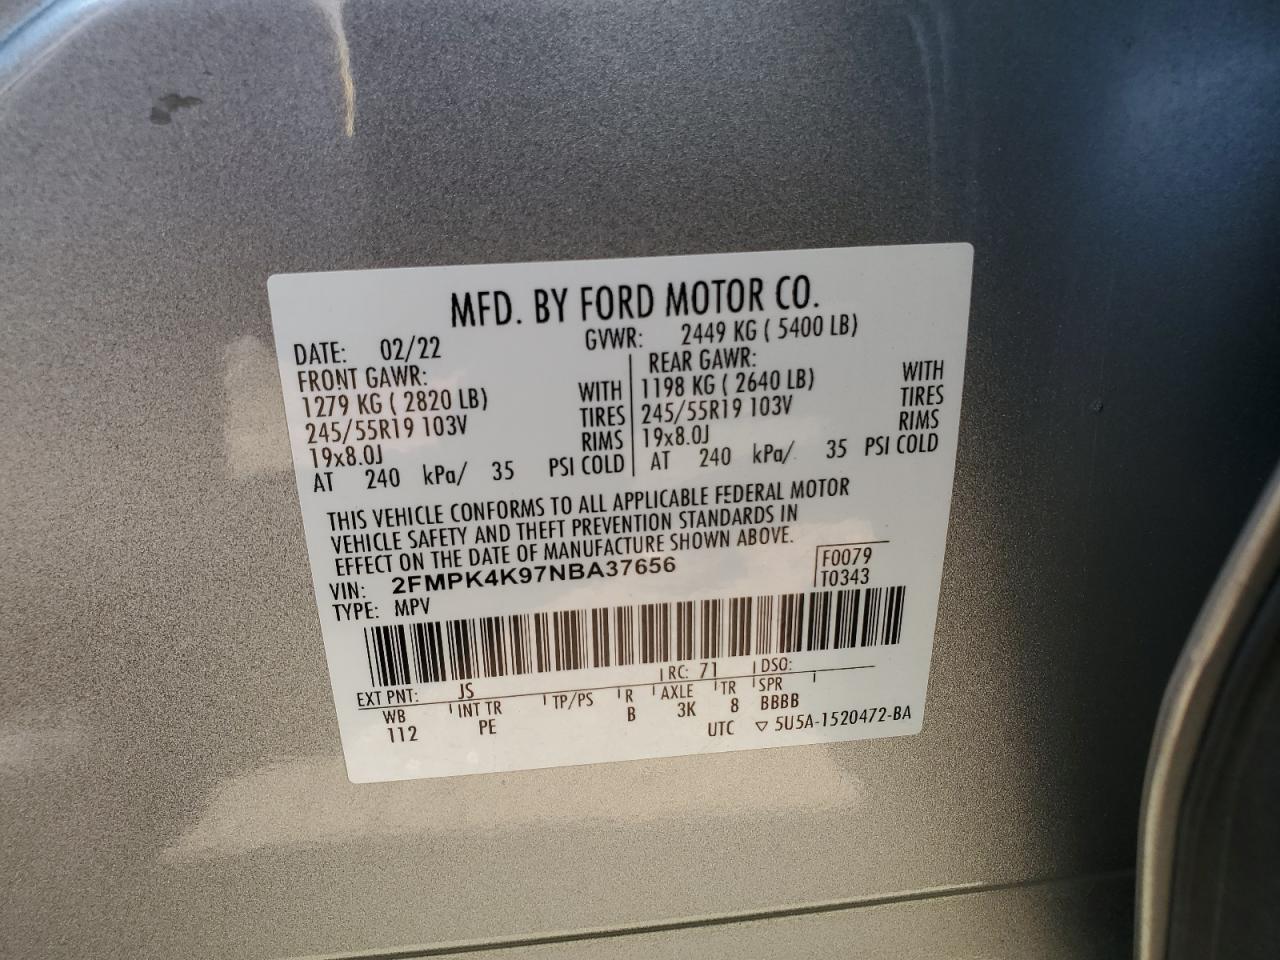 MFD. BY FORD MOTOR CO.
DATE: 02/22 GVWR: 2449 KG ( 5400 LB)
FRONT GAWR: REAR GAWR:
1279 KG ( 2820 LB) WITH 1198 KG ( 2640 LB) WITH
245/55R19 103V TIRES 245/55R19 103V TIRES
19x8.0J RIMS 19x8.0J RIMS
AT 240 kPa/ 35 PSI COLD AT 240 kPa/ 35 PSI COLD
THIS VEHICLE CONFORMS TO ALL APPLICABLE FEDERAL MOTOR
VEHICLE SAFETY AND THEFT PREVENTION STANDARDS IN
EFFECT ON THE DATE OF MANUFACTURE SHOWN ABOVE.
VIN: 2FMPK4K97NBA37656 F0079
TYPE: MPV T0343
EXT PNT: JS RC: 71 DSO:
WB INT TR TP/PS R AXLE TR SPR
112 PE B 3K 8 BBBB
UTC ▽ 5U5A-1520472-BA